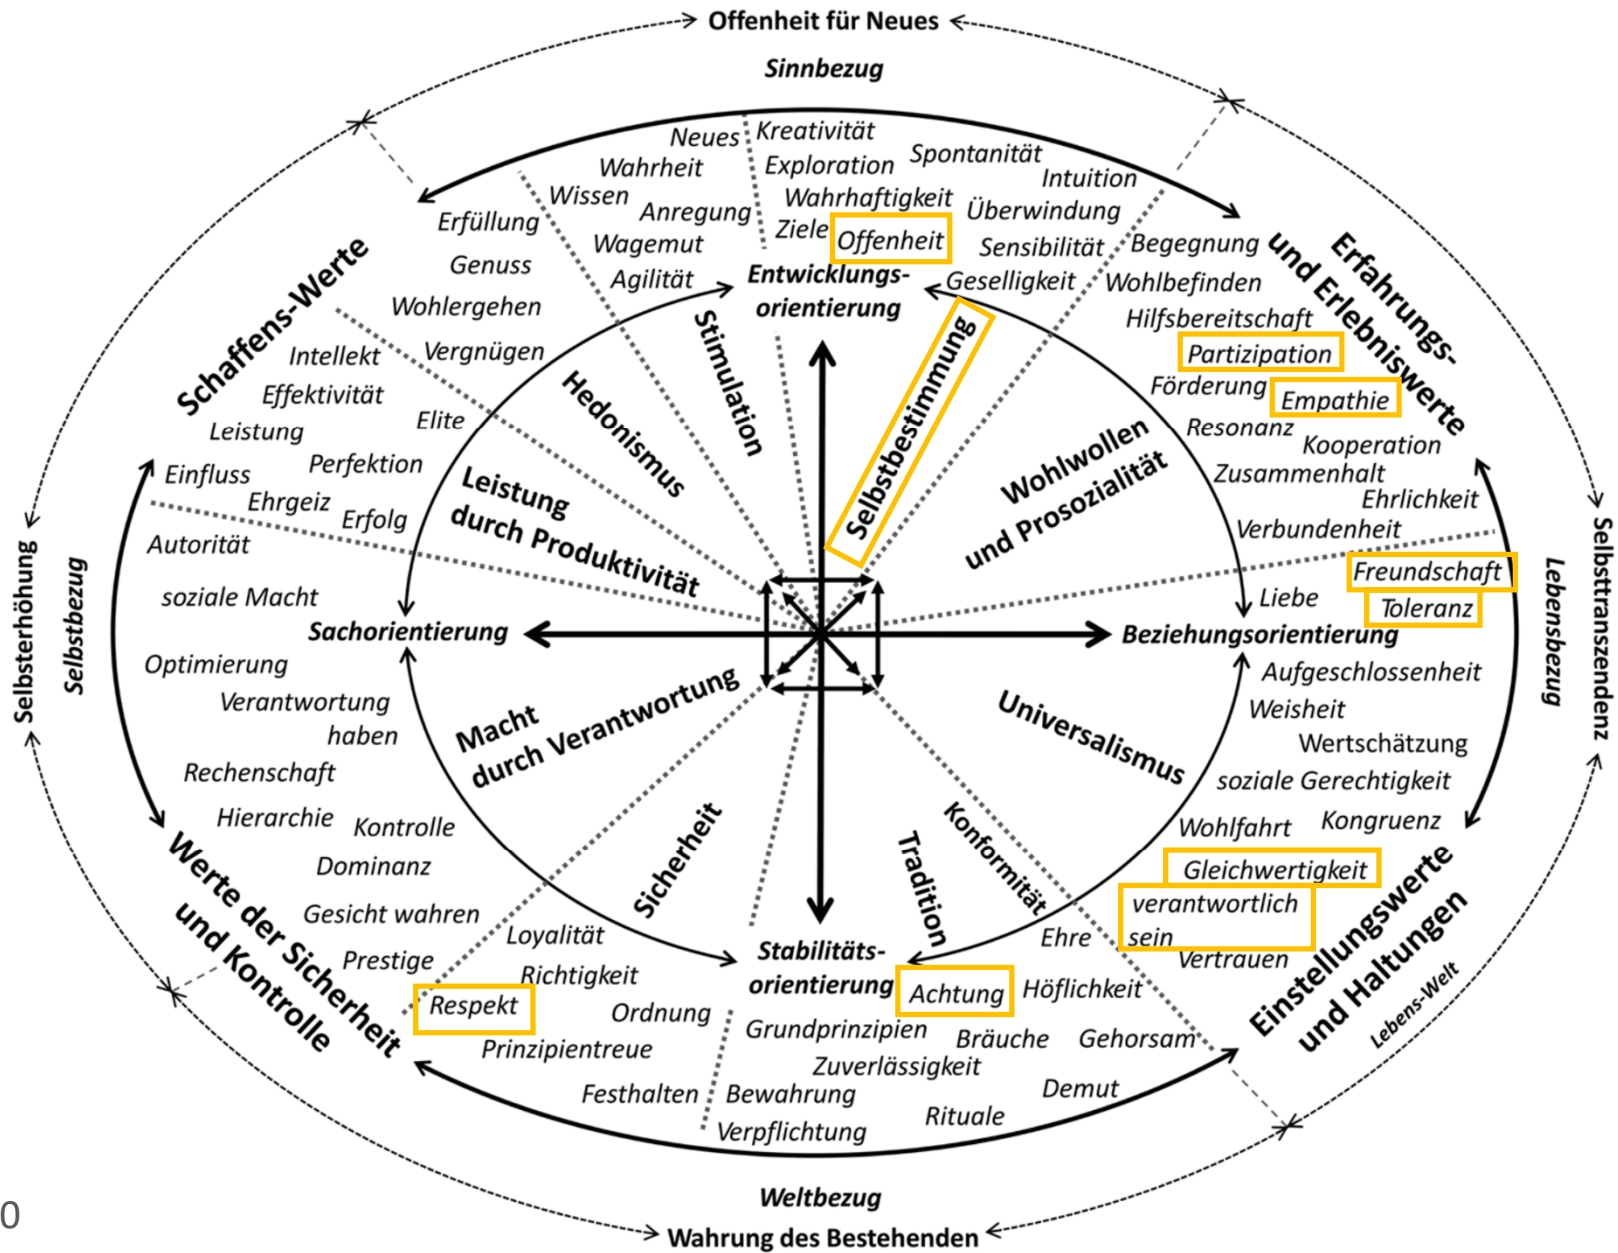 Offenheit für Neues
Sinnbezug
Neues
Kreativität
Wahrheit
Exploration
Spontanität
Wissen
Wahrhaftigkeit
Intuition
Erfüllung
Anregung
Ziele
Offenheit
Überwindung
Wagemut
Sensibilität
Begegnung
Genuss
Agilität
Entwicklungs-
orientierung
Geselligkeit
Wohlbefinden
Wohlergehen
Hilfsbereitschaft
Intellekt
Vergnügen
Partizipation
Effektivität
Förderung
Empathie
Leistung
Elite
Resonanz
Kooperation
Einfluss
Perfektion
Zusammenhalt
Ehrgeiz
Erfolg
Ehrlichkeit
Autorität
Verbundenheit
soziale Macht
Liebe
Freundschaft
Toleranz
Schaffens-Werte
Erfahrungs-
und Erlebniswerte
Stimulation
Selbstbestimmung
Hedonismus
Wohlwollen
und Prosozialität
Leistung
durch Produktivität
Selbsterhöhung
Selbstbezug
Sachorientierung
Beziehungsorientierung
Lebensbezug
Selbsttranszendenz
Optimierung
Aufgeschlossenheit
Verantwortung
haben
Weisheit
Wertschätzung
Rechenschaft
soziale Gerechtigkeit
Hierarchie
Kontrolle
Wohlfahrt
Kongruenz
Dominanz
Gleichwertigkeit
Gesicht wahren
verantwortlich
sein
Prestige
Loyalität
Ehre
Vertrauen
Macht
durch Verantwortung
Universalismus
Sicherheit
Tradition
Konformität
Stabilitäts-
orientierung
Richtigkeit
Achtung
Höflichkeit
Respekt
Ordnung
Grundprinzipien
Bräuche
Gehorsam
Prinzipientreue
Zuverlässigkeit
Festhalten
Bewahrung
Demut
Rituale
Verpflichtung
Werte der Sicherheit
und Kontrolle
Einstellungswerte
und Haltungen
Lebens-Welt
Weltbezug
Wahrung des Bestehenden
0